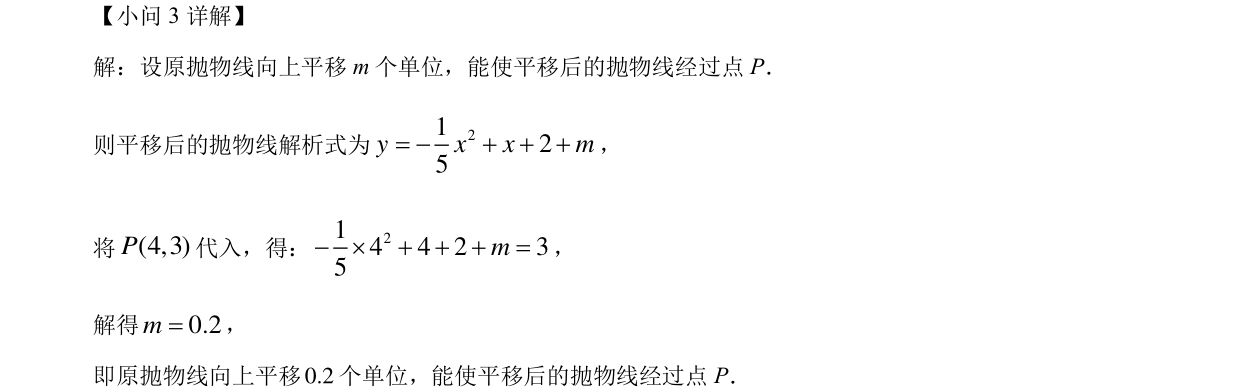 【小问 3 详解】
解：设原抛物线向上平移 m 个单位，能使平移后的抛物线经过点 P．
则平移后的抛物线解析式为 y = −\frac{1}{5}x² + x + 2 + m，
将 P(4,3) 代入，得：−\frac{1}{5}×4² + 4 + 2 + m = 3，
解得 m = 0.2，
即原抛物线向上平移 0.2 个单位，能使平移后的抛物线经过点 P．